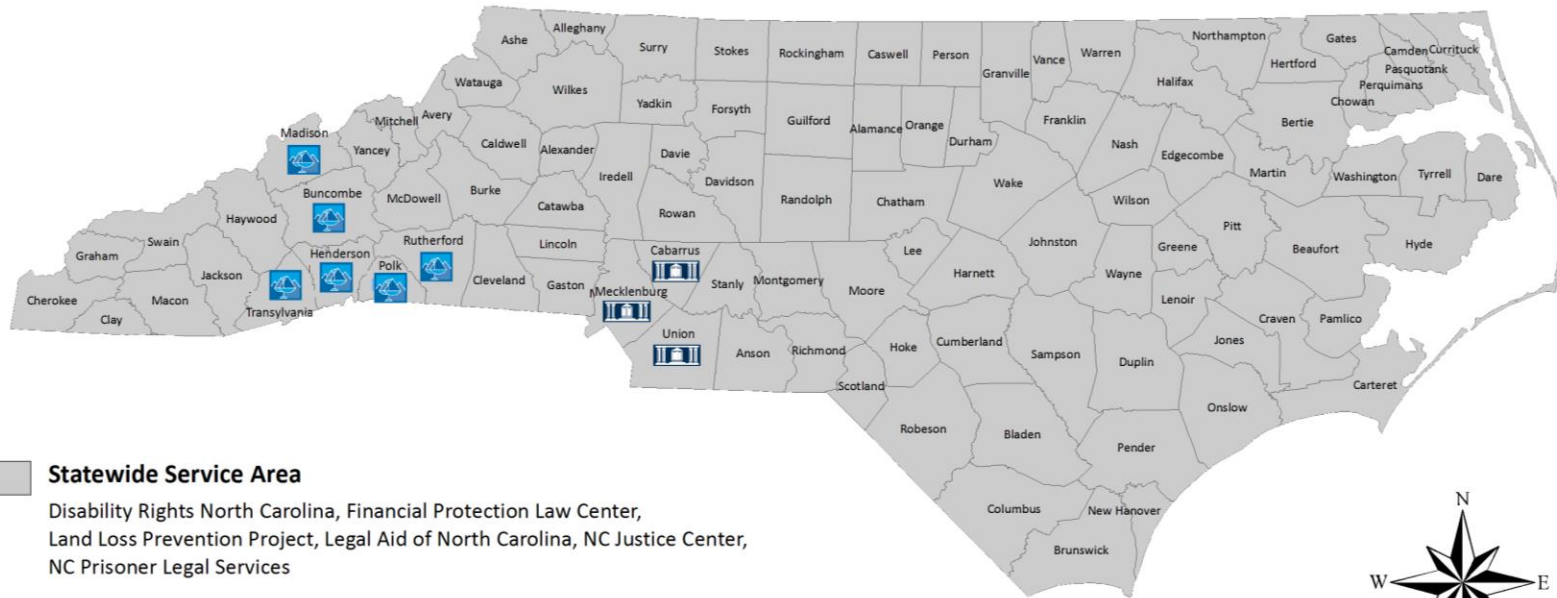 Alleghany
Ashe
Surry
Stokes
Rockingham
Caswell
Person
Vance
Warren
Northampton
Gates
Camden
Currituck
Granville
Halifax
Hertford
Pasquotank
Perquimans
Watauga
Wilkes
Yadkin
Forsyth
Chowan
Mitchell
Avery
Guilford
Alamance
Orange
Durham
Franklin
Bertie
Madison
Yancey
Caldwell
Alexander
Davie
Nash
Edgecombe
Iredell
Davidson
Martin
Washington
Tyrrell
Dare
Buncombe
McDowell
Burke
Wake
Haywood
Catawba
Rowan
Randolph
Chatham
Wilson
Pitt
Swain
Rutherford
Lincoln
Cabarrus
Lee
Johnston
Greene
Beaufort
Hyde
Graham
Henderson
Polk
Jackson
Cleveland
Gaston
Stanly
Montgomery
Moore
Harnett
Wayne
Cherokee
Macon
Mecklenburg
Lenoir
Clay
Transylvania
Craven
Pamlico
Union
Anson
Richmond
Hoke
Cumberland
Sampson
Duplin
Jones
Scotland
Carteret
Onslow
Robeson
Bladen
Pender
Columbus
New Hanover
Brunswick
Statewide Service Area
Disability Rights North Carolina, Financial Protection Law Center,
Land Loss Prevention Project, Legal Aid of North Carolina, NC Justice Center,
NC Prisoner Legal Services
N
W
E